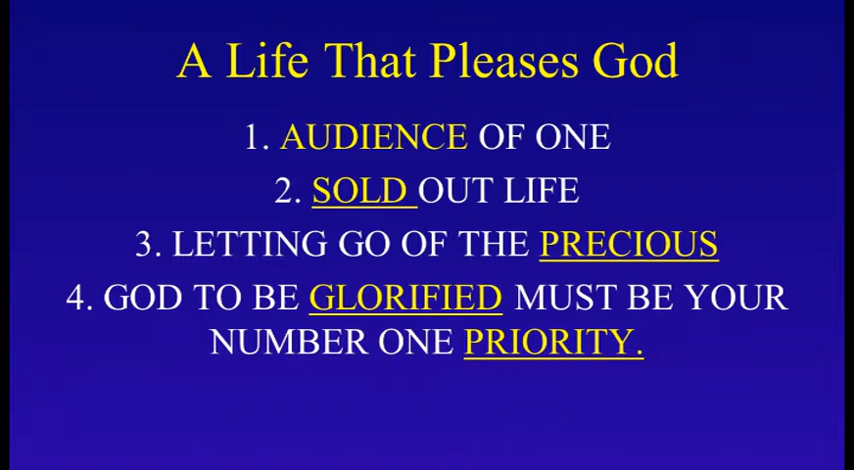 A Life That Pleases God
1. AUDIENCE OF ONE
2. SOLD OUT LIFE
3. LETTING GO OF THE PRECIOUS
4. GOD TO BE GLORIFIED MUST BE YOUR
NUMBER ONE PRIORITY.